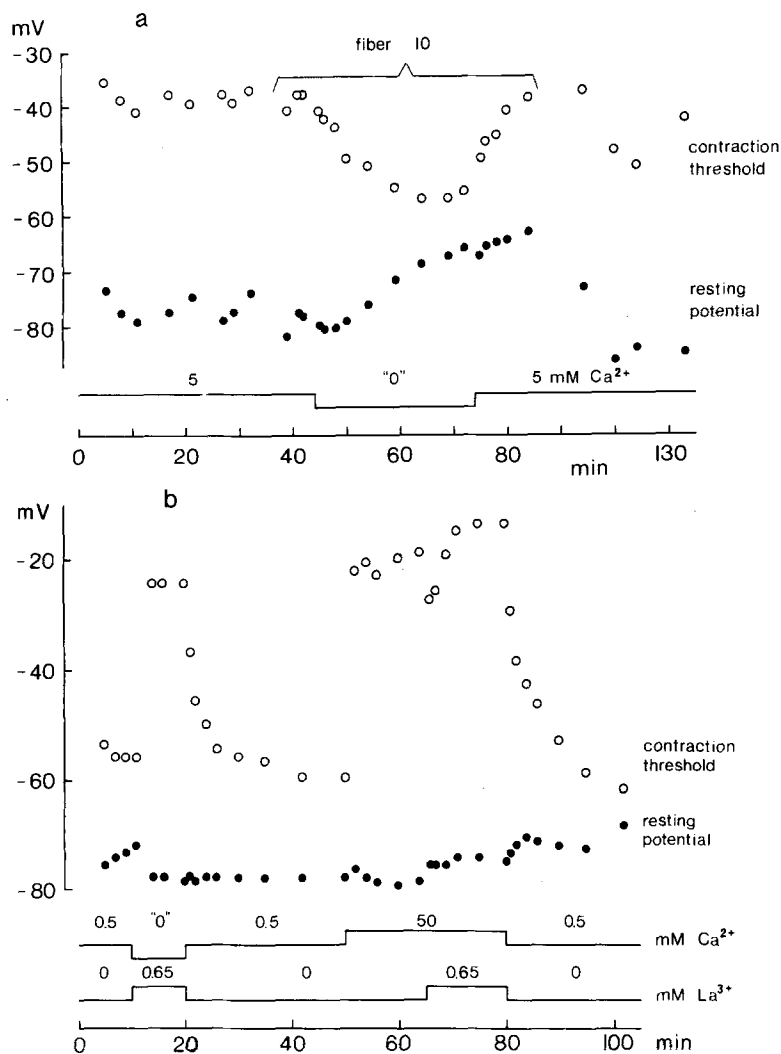 a
mV
fiber 10
-30
-40
-50
-60
-70
-80
contraction
threshold
resting
potential
5 "0" 5 mM Ca²⁺
0 20 40 60 80 min 130
b
mV
-20
-40
-60
-80
contraction
threshold
resting
potential
0.5 "0" 0.5 50 0.5
mM Ca²⁺
0 0.65 0 0.65 0
mM La³⁺
0 20 40 60 80 100 min